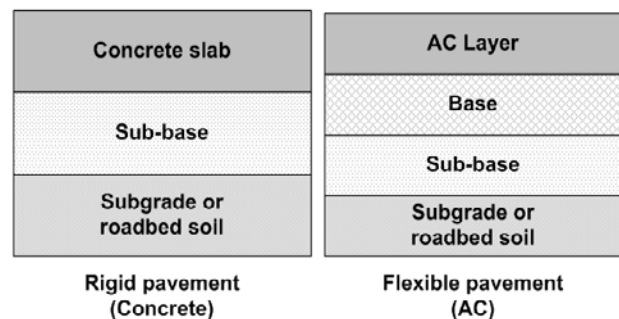 Concrete slab
Sub-base
Subgrade or
roadbed soil
Rigid pavement
(Concrete)
AC Layer
Base
Sub-base
Subgrade or
roadbed soil
Flexible pavement
(AC)